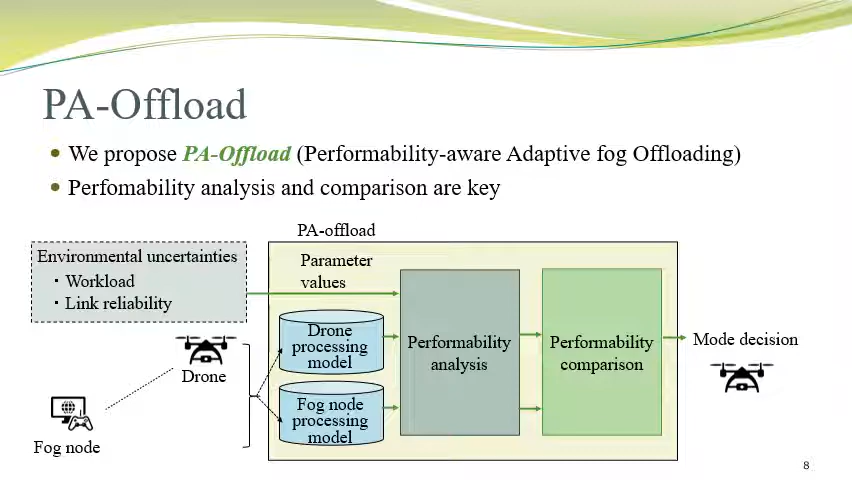 PA-Offload
• We propose PA-Offload (Performability-aware Adaptive fog Offloading)
• Perfomability analysis and comparison are key
PA-offload
Environmental uncertainties
・Workload
・Link reliability
Parameter
values
Drone
processing
model
Fog node
processing
model
Performability
analysis
Performability
comparison
Mode decision
Drone
Fog node
8